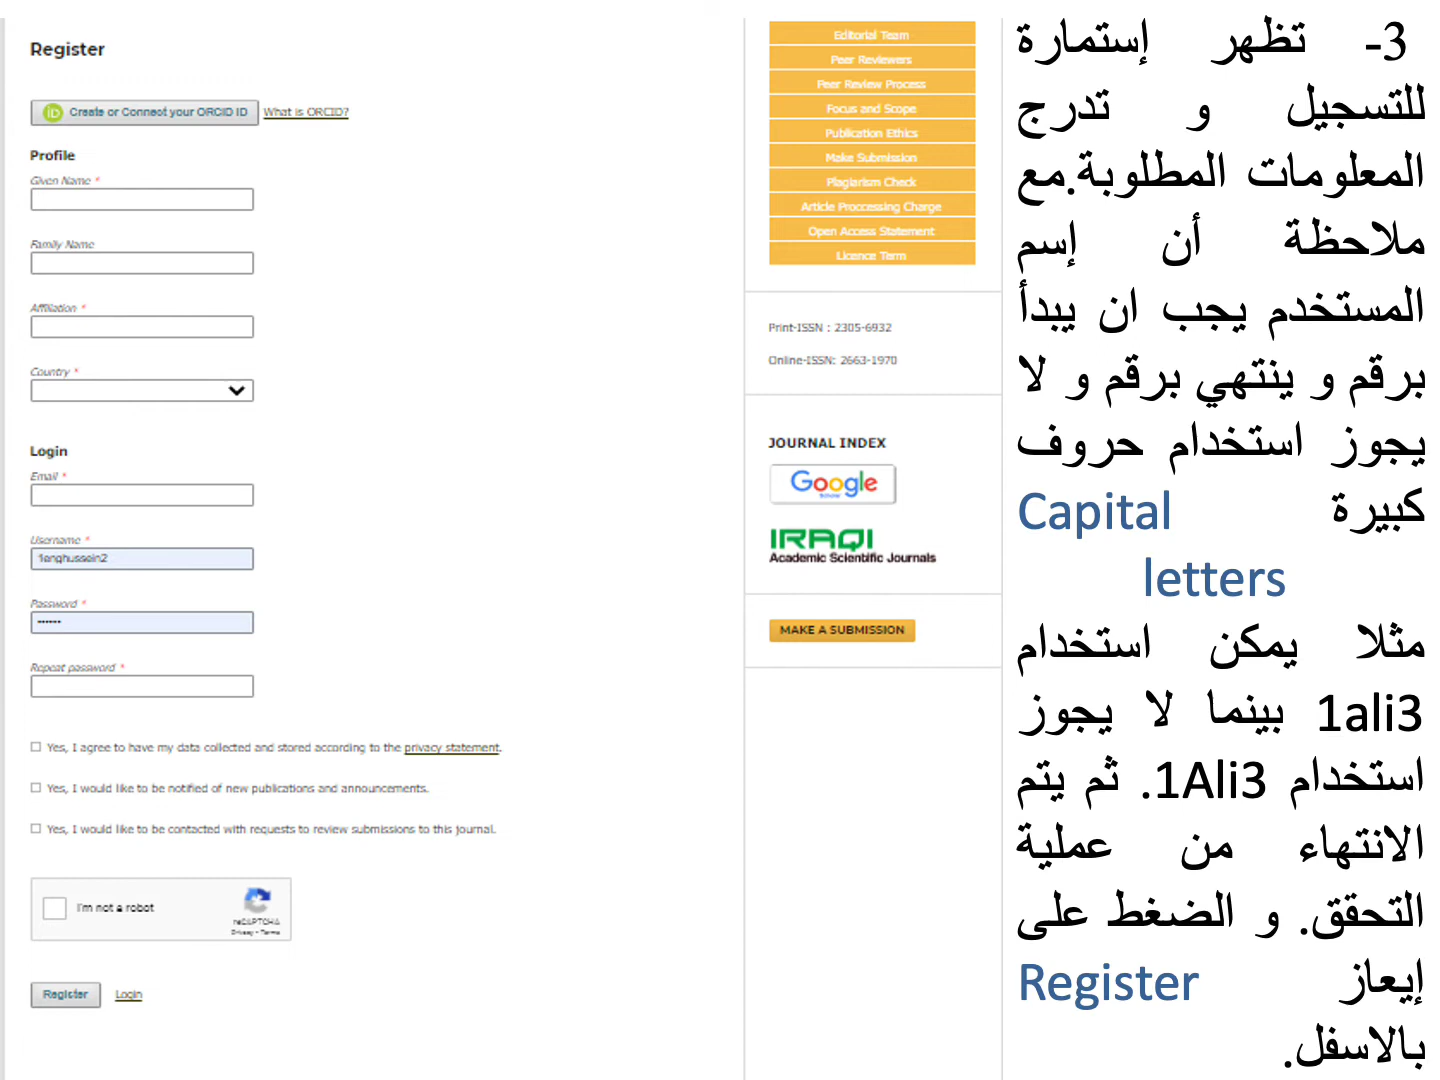 Register
iD Create or Connect your ORCID iD What is ORCID?
Profile
Given Name *
Family Name
Affiliation *
Country *
Login
Email *
Username *
1enghussein2
Password *
••••••
Repeat password *
Yes, I agree to have my data collected and stored according to the privacy statement.
Yes, I would like to be notified of new publications and announcements.
Yes, I would like to be contacted with requests to review submissions to this journal.
I'm not a robot
reCAPTCHA
Privacy - Terms
Register Login
Editorial Team
Peer Reviewers
Peer Review Process
Focus and Scope
Publication Ethics
Make Submission
Plagiarism Check
Article Proccessing Charge
Open Access Statement
Licence Term
Print-ISSN : 2305-6932
Online-ISSN: 2663-1970
JOURNAL INDEX
Google
Scholar
IRAQI
Academic Scientific Journals
MAKE A SUBMISSION
3- تظهر إستمارة
للتسجيل و تدرج
المعلومات المطلوبة.مع
ملاحظة أن إسم
المستخدم يجب ان يبدأ
برقم و ينتهي برقم و لا
يجوز استخدام حروف
كبيرة Capital
letters
مثلا يمكن استخدام
1ali3 بينما لا يجوز
استخدام 1Ali3. ثم يتم
الانتهاء من عملية
التحقق. و الضغط على
إيعاز Register
بالاسفل.